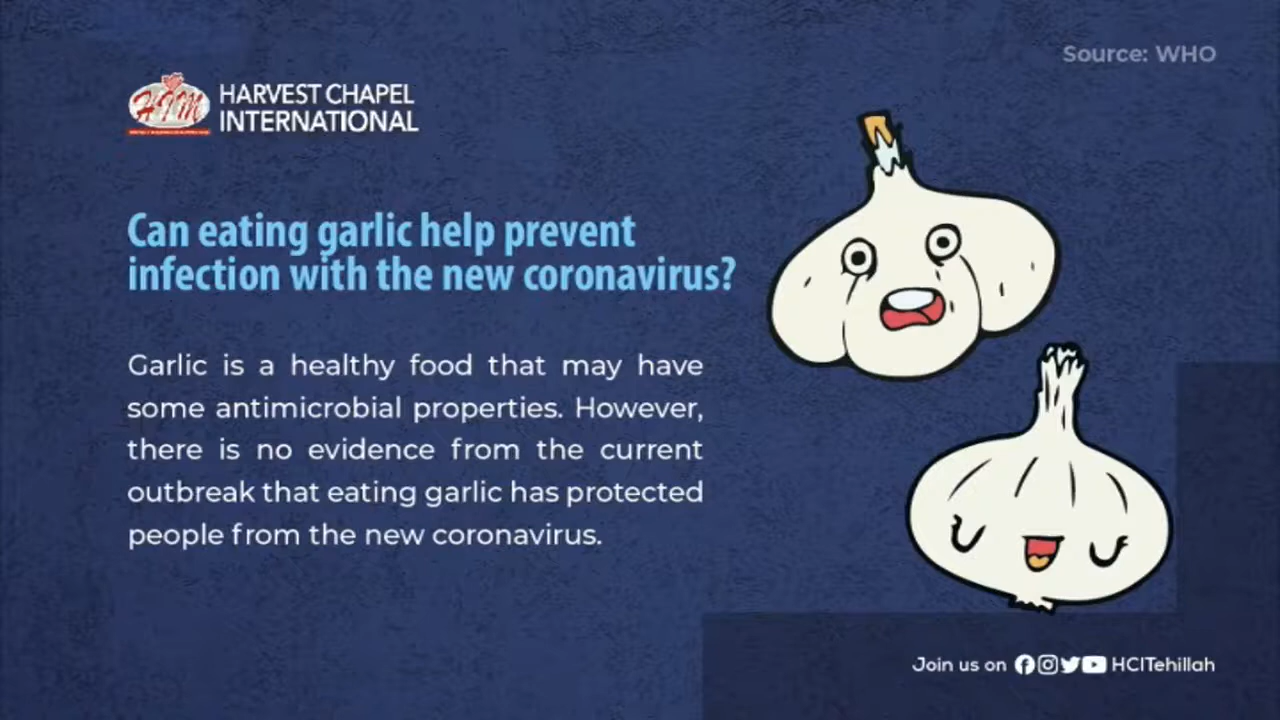 Source: WHO
HIM
HARVEST CHAPEL
INTERNATIONAL
Can eating garlic help prevent
infection with the new coronavirus?
Garlic is a healthy food that may have
some antimicrobial properties. However,
there is no evidence from the current
outbreak that eating garlic has protected
people from the new coronavirus.
Join us on HCITehillah